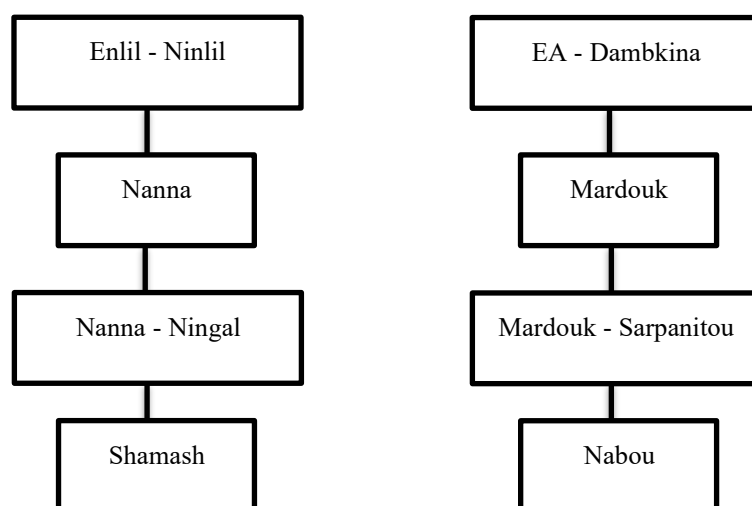 Enlil - Ninlil
Nanna
Nanna - Ningal
Shamash
EA - Dambkina
Mardouk
Mardouk - Sarpanitou
Nabou